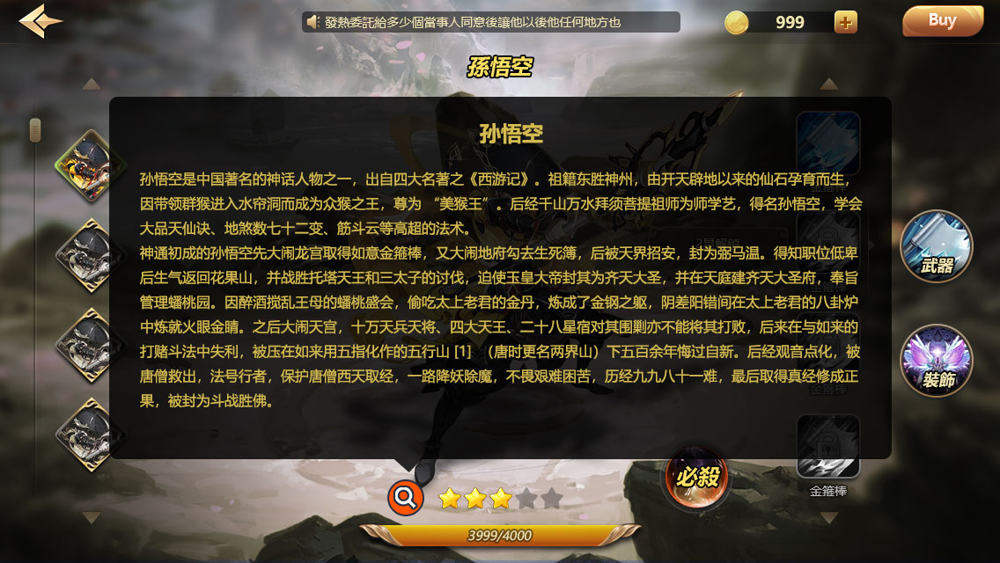 發熱委託給多少個當事人同意後讓他以後他任何地方也
999
Buy
孫悟空
孙悟空
孙悟空是中国著名的神话人物之一，出自四大名著之《西游记》。祖籍东胜神州，由开天辟地以来的仙石孕育而生，
因带领群猴进入水帘洞而成为众猴之王，尊为 “美猴王”。后经千山万水拜须菩提祖师为师学艺，得名孙悟空，学会
大品天仙诀、地煞数七十二变、筋斗云等高超的法术。
神通初成的孙悟空先大闹龙宫取得如意金箍棒，又大闹地府勾去生死簿，后被天界招安，封为弼马温。得知职位低卑
后生气返回花果山，并战胜托塔天王和三太子的讨伐，迫使玉皇大帝封其为齐天大圣，并在天庭建齐天大圣府，奉旨
管理蟠桃园。因醉酒搅乱王母的蟠桃盛会，偷吃太上老君的金丹，炼成了金钢之躯，阴差阳错间在太上老君的八卦炉
中炼就火眼金睛。之后大闹天宫，十万天兵天将、四大天王、二十八星宿对其围剿亦不能将其打败，后来在与如来的
打赌斗法中失利，被压在如来用五指化作的五行山 [1] （唐时更名两界山）下五百余年悔过自新。后经观音点化，被
唐僧救出，法号行者，保护唐僧西天取经，一路降妖除魔，不畏艰难困苦，历经九九八十一难，最后取得真经修成正
果，被封为斗战胜佛。
金箍棒
2星解鎖
金箍棒
武器
金箍棒
裝飾
必殺
金箍棒
3999/4000